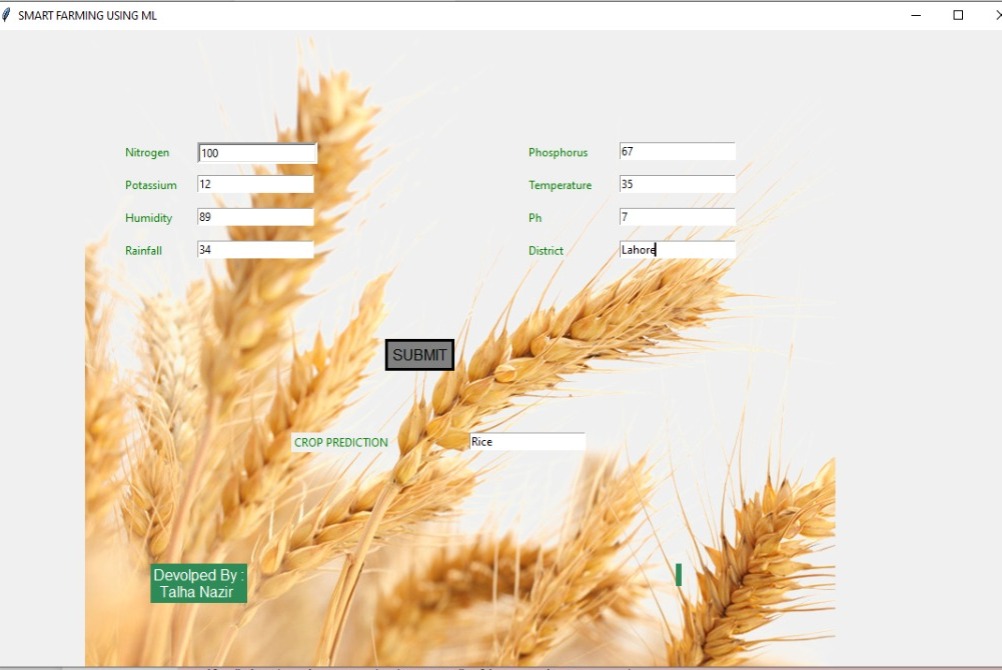 SMART FARMING USING ML
Nitrogen 100 Phosphorus 67
Potassium 12 Temperature 35
Humidity 89 Ph 7
Rainfall 34 District Lahore
SUBMIT
CROP PREDICTION Rice
Devolped By :
Talha Nazir